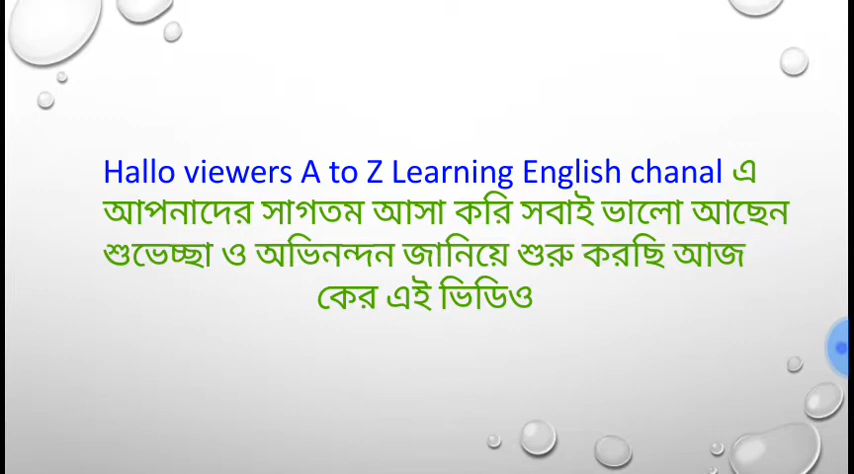 Hallo viewers A to Z Learning English chanal এ
আপনাদের সাগতম আসা করি সবাই ভালো আছেন
শুভেচ্ছা ও অভিনন্দন জানিয়ে শুরু করছি আজ
কের এই ভিডিও